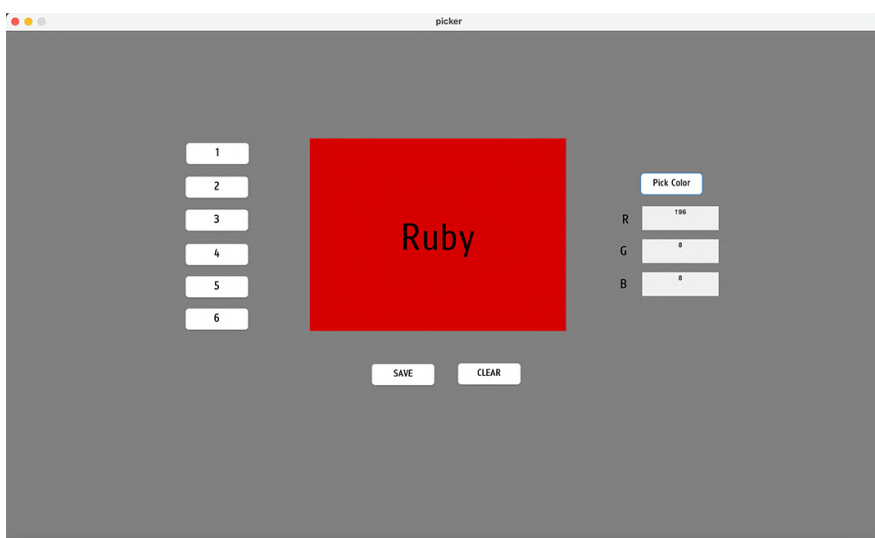 picker
1
2
3
4
5
6
Ruby
Pick Color
R 196
G 8
B 8
SAVE CLEAR